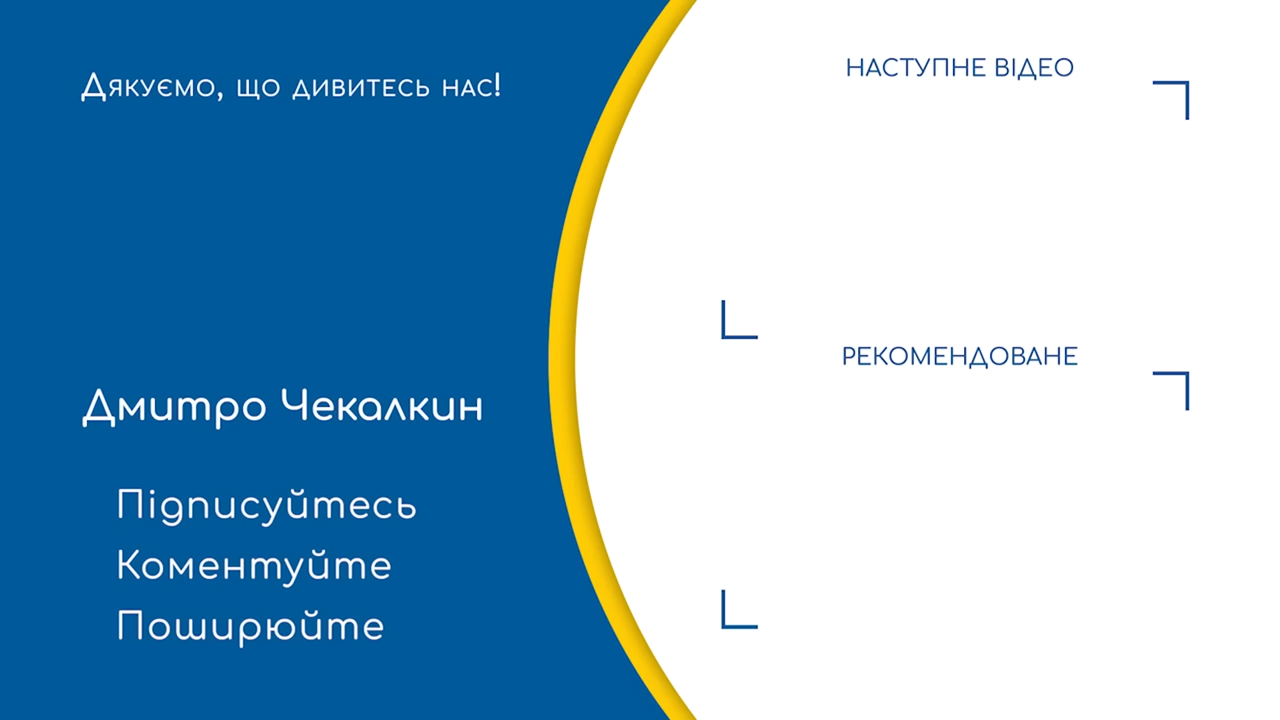 Дякуємо, що дивитесь нас!
Дмитро Чекалкин
Підписуйтесь
Коментуйте
Поширюйте
НАСТУПНЕ ВІДЕО
РЕКОМЕНДОВАНЕ